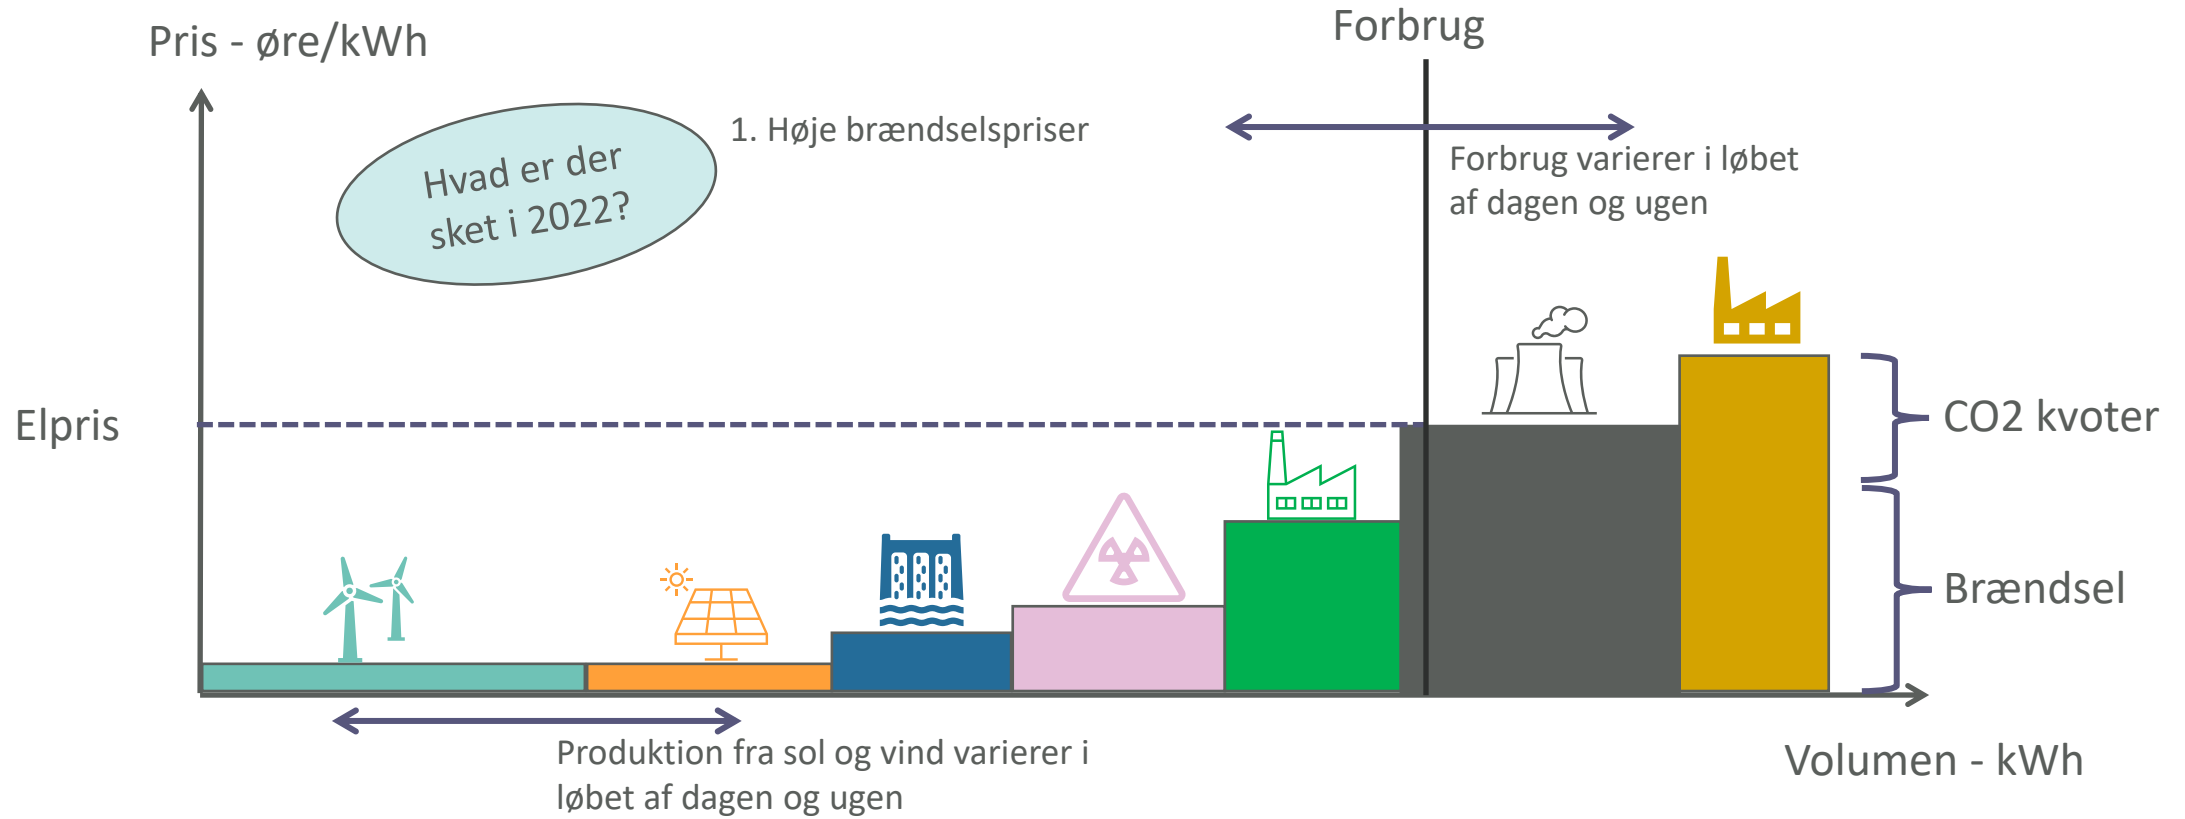 Pris - øre/kWh
Forbrug
Hvad er der
sket i 2022?
1. Høje brændselspriser
Forbrug varierer i løbet
af dagen og ugen
Elpris
CO2 kvoter
Brændsel
Produktion fra sol og vind varierer i
løbet af dagen og ugen
Volumen - kWh